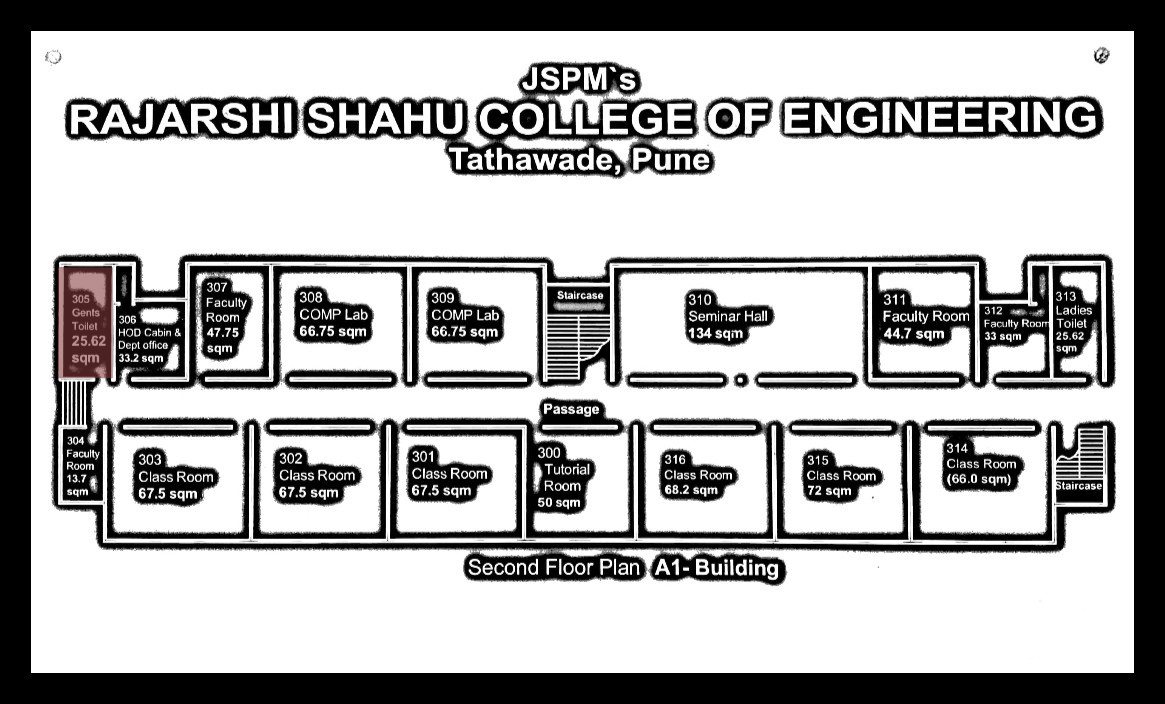 JSPM`s
RAJARSHI SHAHU COLLEGE OF ENGINEERING
Tathawade, Pune
305
Gents
Toilet
25.62
sqm
306
HOD Cabin &
Dept office
33.2 sqm
307
Faculty
Room
47.75
sqm
308
COMP Lab
66.75 sqm
309
COMP Lab
66.75 sqm
Staircase
310
Seminar Hall
134 sqm
311
Faculty Room
44.7 sqm
312
Faculty Room
33 sqm
313
Ladies
Toilet
25.62
sqm
Passage
304
Faculty
Room
13.7
sqm
303
Class Room
67.5 sqm
302
Class Room
67.5 sqm
301
Class Room
67.5 sqm
300
Tutorial
Room
50 sqm
316
Class Room
68.2 sqm
315
Class Room
72 sqm
314
Class Room
(66.0 sqm)
Staircase
Second Floor Plan A1- Building